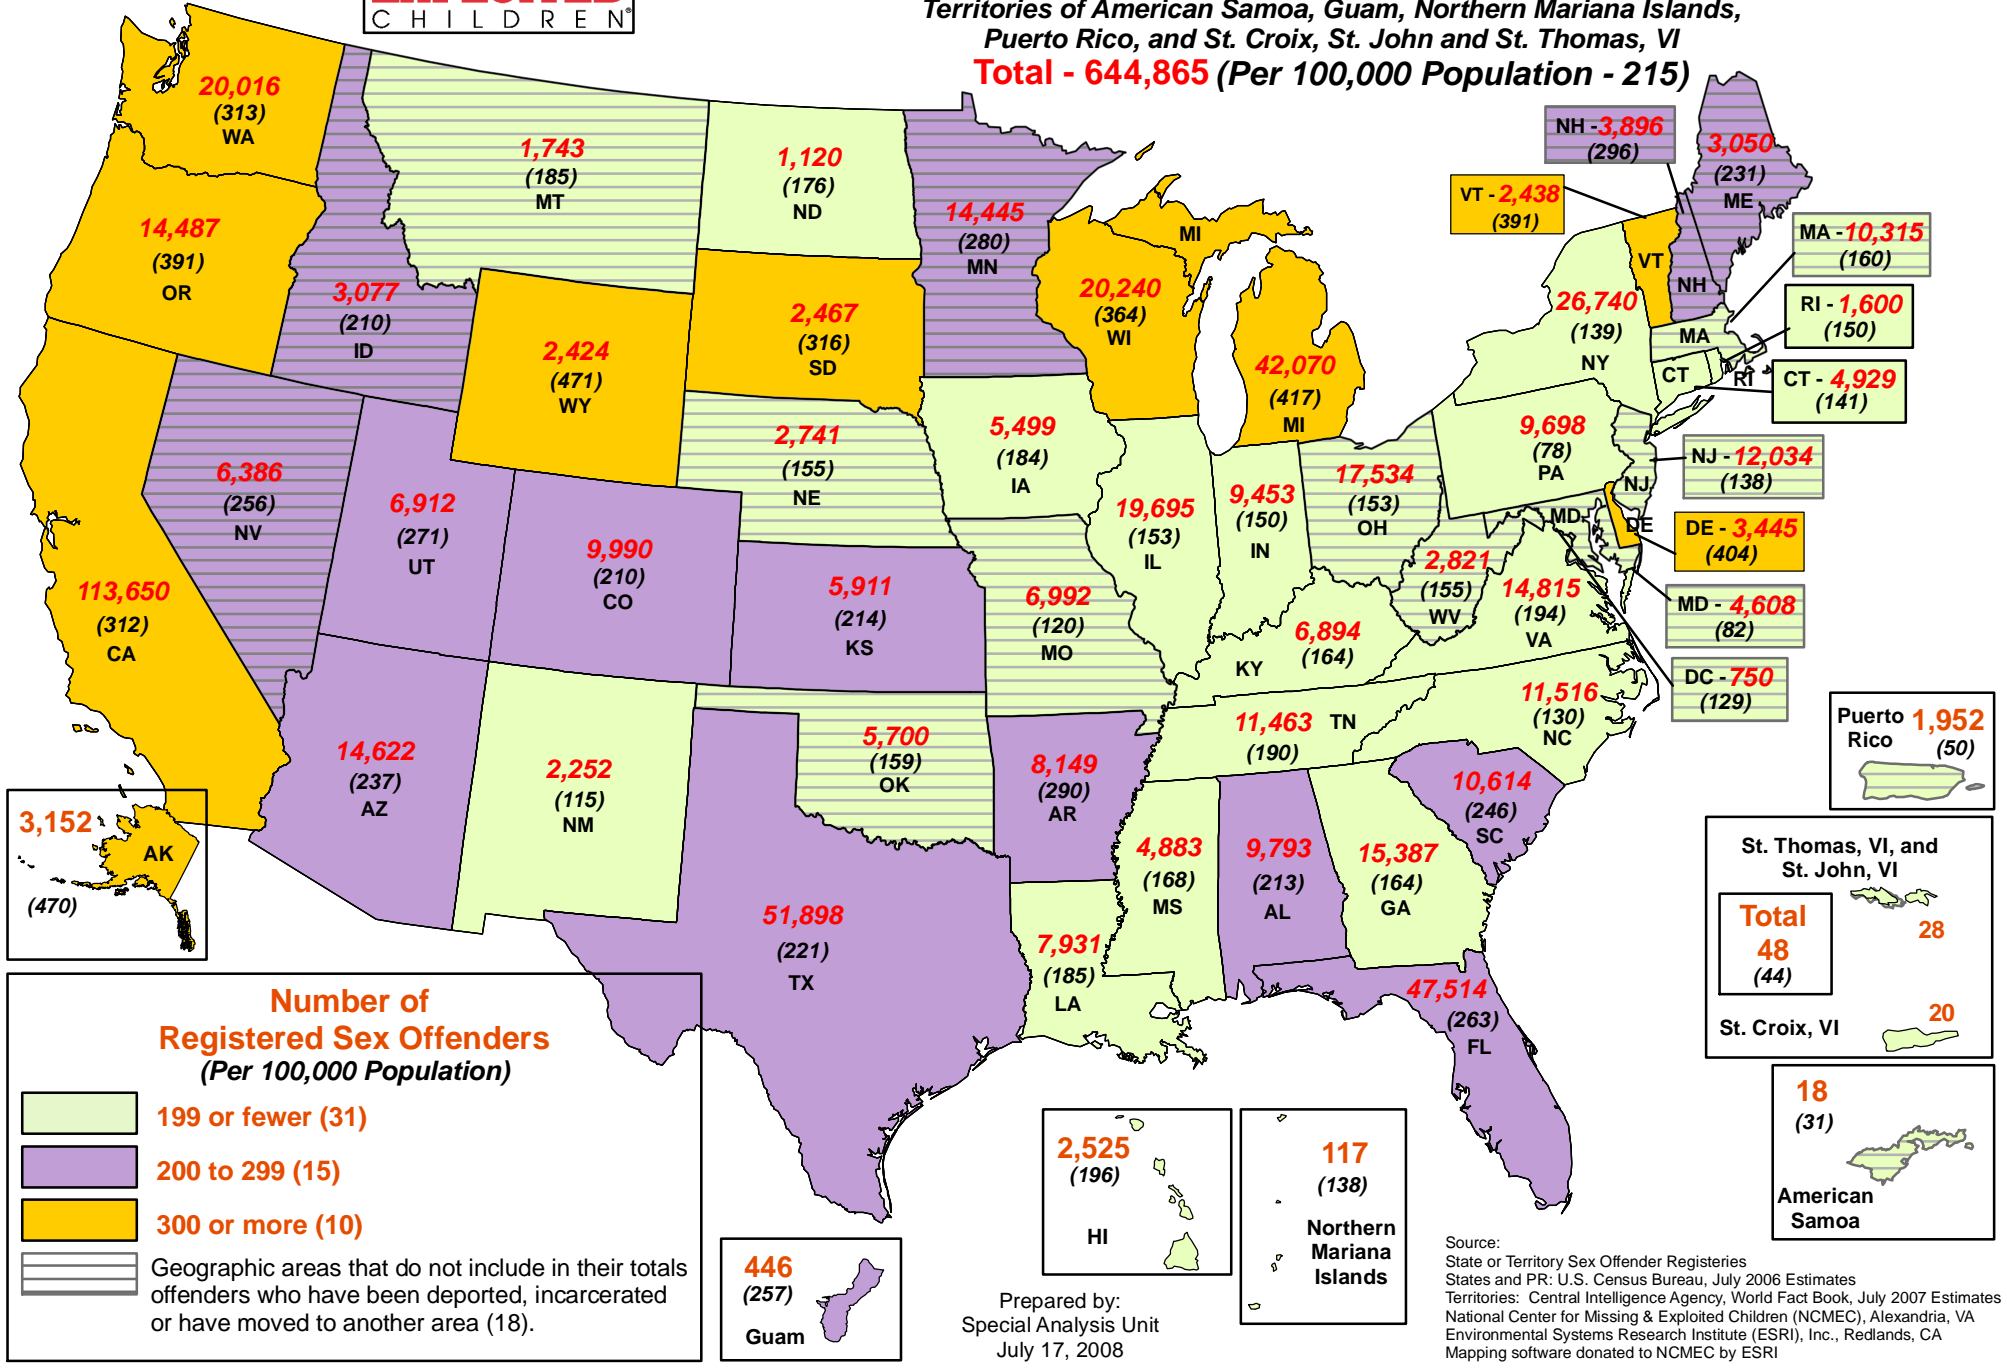 CHILDREN®
Territories of American Samoa, Guam, Northern Mariana Islands,
Puerto Rico, and St. Croix, St. John and St. Thomas, VI
Total - 644,865 (Per 100,000 Population - 215)
20,016
(313)
WA
14,487
(391)
OR
113,650
(312)
CA
3,077
(210)
ID
6,386
(256)
NV
1,743
(185)
MT
2,424
(471)
WY
6,912
(271)
UT
9,990
(210)
CO
14,622
(237)
AZ
2,252
(115)
NM
1,120
(176)
ND
2,467
(316)
SD
2,741
(155)
NE
5,911
(214)
KS
5,700
(159)
OK
51,898
(221)
TX
14,445
(280)
MN
5,499
(184)
IA
6,992
(120)
MO
8,149
(290)
AR
7,931
(185)
LA
20,240
(364)
WI
MI
42,070
(417)
MI
19,695
(153)
IL
9,453
(150)
IN
17,534
(153)
OH
6,894
(164)
KY
11,463
TN
(190)
4,883
(168)
MS
9,793
(213)
AL
15,387
(164)
GA
47,514
(263)
FL
10,614
(246)
SC
11,516
(130)
NC
14,815
(194)
VA
2,821
(155)
WV
9,698
(78)
PA
26,740
(139)
NY
VT
NH
MA
CT
RI
NJ
DE
MD
3,050
(231)
ME
NH - 3,896
(296)
VT - 2,438
(391)
MA - 10,315
(160)
RI - 1,600
(150)
CT - 4,929
(141)
NJ - 12,034
(138)
DE - 3,445
(404)
MD - 4,608
(82)
DC - 750
(129)
Puerto
Rico
1,952
(50)
St. Thomas, VI, and
St. John, VI
Total
48
(44)
28
20
St. Croix, VI
18
(31)
American
Samoa
3,152
AK
(470)
Number of
Registered Sex Offenders
(Per 100,000 Population)
199 or fewer (31)
200 to 299 (15)
300 or more (10)
Geographic areas that do not include in their totals
offenders who have been deported, incarcerated
or have moved to another area (18).
446
(257)
Guam
2,525
(196)
HI
117
(138)
Northern
Mariana
Islands
Prepared by:
Special Analysis Unit
July 17, 2008
Source:
State or Territory Sex Offender Registries
States and PR: U.S. Census Bureau, July 2006 Estimates
Territories: Central Intelligence Agency, World Fact Book, July 2007 Estimates
National Center for Missing & Exploited Children (NCMEC), Alexandria, VA
Environmental Systems Research Institute (ESRI), Inc., Redlands, CA
Mapping software donated to NCMEC by ESRI